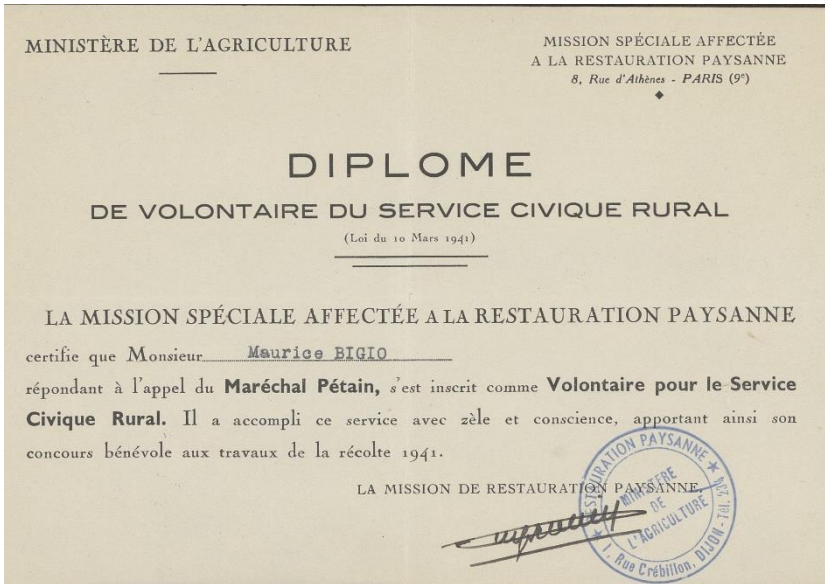 MINISTÈRE DE L'AGRICULTURE
MISSION SPÉCIALE AFFECTÉE
A LA RESTAURATION PAYSANNE
8, Rue d'Athènes - PARIS (9e)
DIPLOME
DE VOLONTAIRE DU SERVICE CIVIQUE RURAL
(Loi du 10 Mars 1941)
LA MISSION SPÉCIALE AFFECTÉE A LA RESTAURATION PAYSANNE
certifie que Monsieur Maurice BIGIO
répondant à l'appel du Maréchal Pétain, s'est inscrit comme Volontaire pour le Service
Civique Rural. Il a accompli ce service avec zèle et conscience, apportant ainsi son
concours bénévole aux travaux de la récolte 1941.
LA MISSION DE RESTAURATION PAYSANNE,
RESTAURATION PAYSANNE
MINISTÈRE
DE
L'AGRICULTURE
1, Rue Crébillon, DIJON - Tél. 234